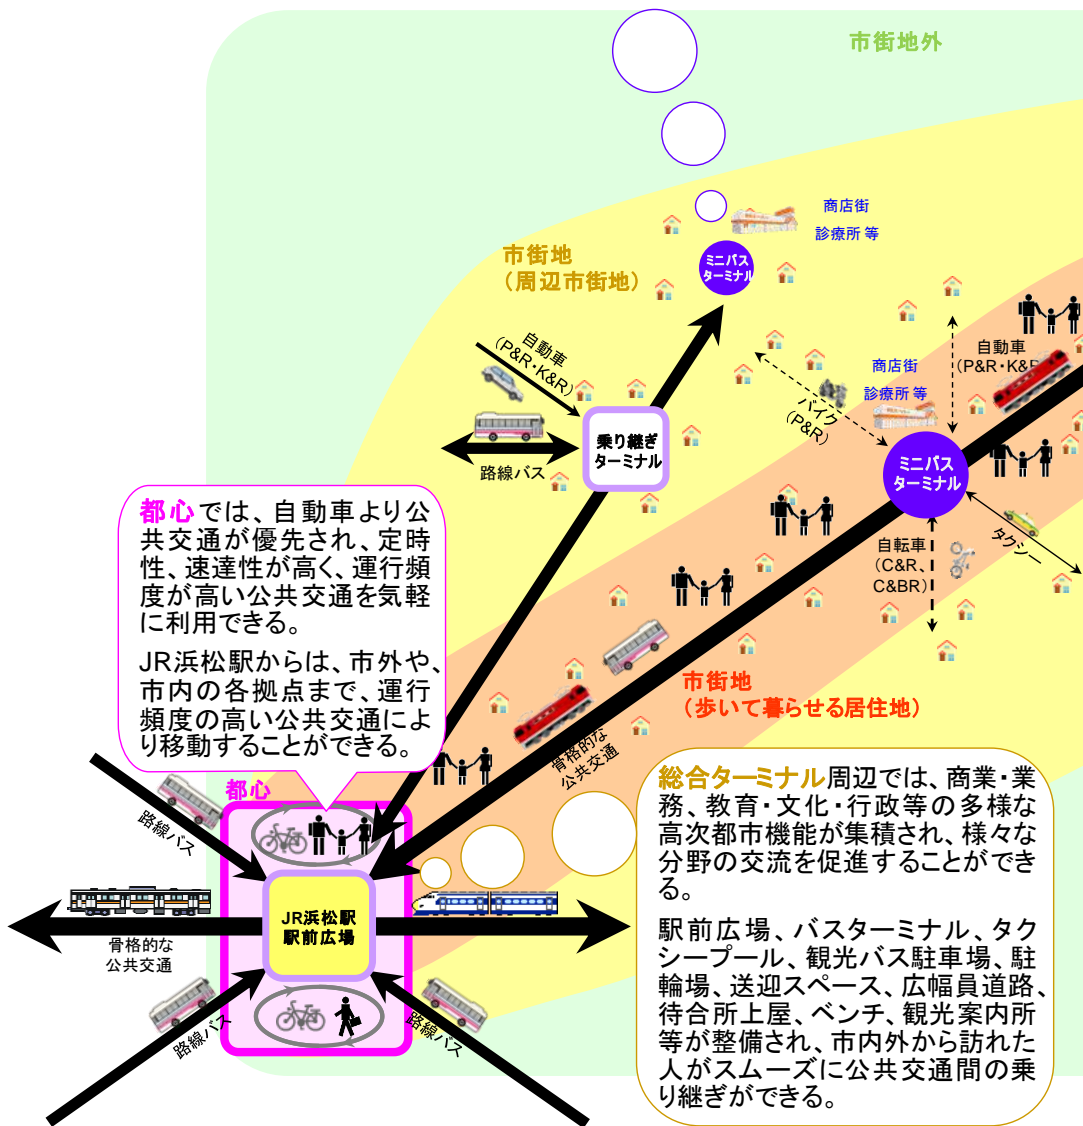 市街地外
商店街
診療所 等
市街地
（周辺市街地）
ミニバス
ターミナル
自動車
（P&R・K&R）
路線バス
乗り継ぎ
ターミナル
バイク
（P&R）
商店街
診療所 等
自動車
（P&R・K&R
ミニバス
ターミナル
自転車
（C&R、
C&BR）
タクシー
都心では、自動車より公
共交通が優先され、定時
性、速達性が高く、運行頻
度が高い公共交通を気軽
に利用できる。
JR浜松駅からは、市外や、
市内の各拠点まで、運行
頻度の高い公共交通によ
り移動することができる。
市街地
（歩いて暮らせる居住地）
骨格的な
公共交通
都心
路線バス
JR浜松駅
駅前広場
骨格的な
公共交通
路線バス
路線バス
総合ターミナル周辺では、商業・業
務、教育・文化・行政等の多様な
高次都市機能が集積され、様々な
分野の交流を促進することができ
る。
駅前広場、バスターミナル、タク
シープール、観光バス駐車場、駐
輪場、送迎スペース、広幅員道路、
待合所上屋、ベンチ、観光案内所
等が整備され、市内外から訪れた
人がスムーズに公共交通間の乗
り継ぎができる。